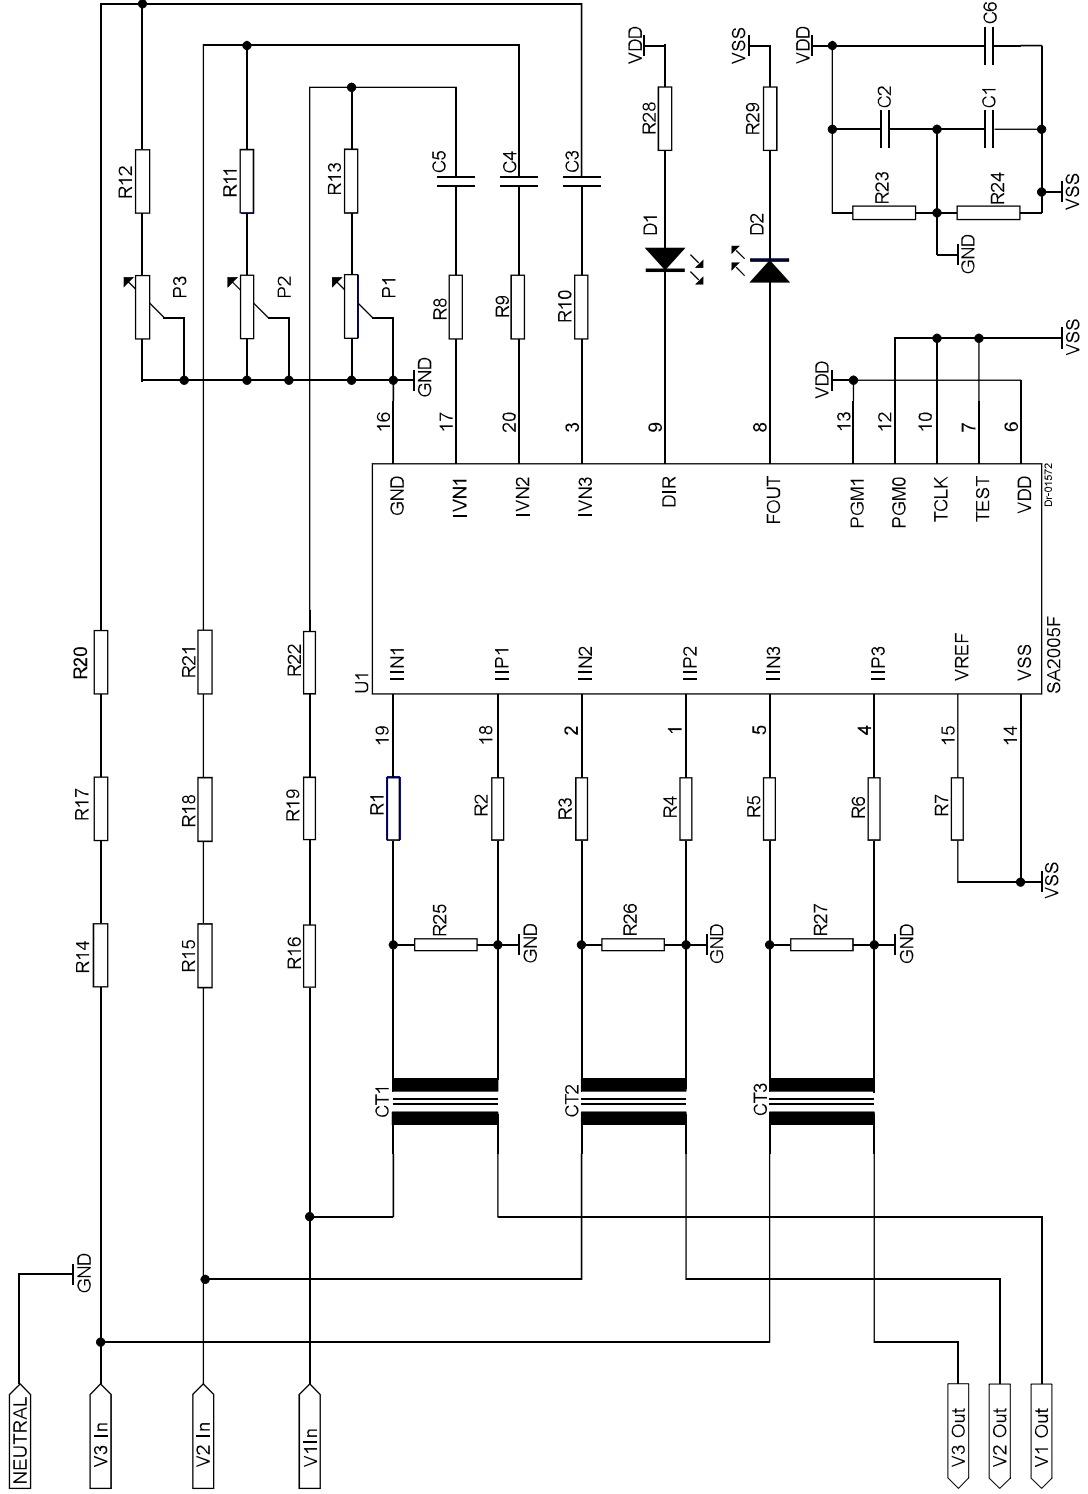 VDD
VSS
VDD
C6
R28
R29
C2
C1
R12
R11
R13
C5
C4
C3
D1
D2
R23
R24
VSS
GND
P3
P2
P1
R8
R9
R10
GND
VDD
VSS
16
17
20
3
9
8
13
12
10
7
6
GND
IVN1
IVN2
IVN3
DIR
FOUT
PGM1
PGM0
TCLK
TEST
VDD
Dr-01572
R20
R21
R22
U1
IIN1
IIP1
IIN2
IIP2
IIN3
IIP3
VREF
VSS
SA2005F
19
18
2
1
5
4
15
14
R17
R18
R19
R1
R2
R3
R4
R5
R6
R7
VSS
R14
R15
R16
R25
GND
R26
GND
R27
GND
CT1
CT2
CT3
GND
NEUTRAL
V3 In
V2 In
V1In
V3 Out
V2 Out
V1 Out